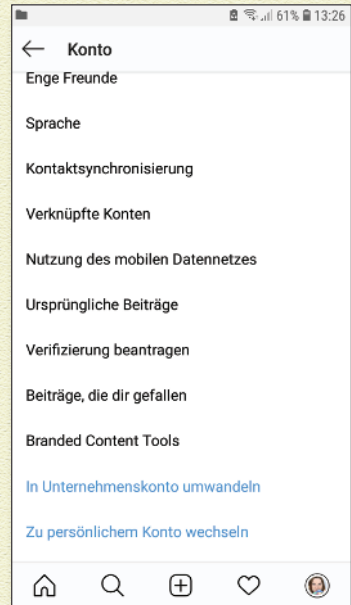 61% 13:26
Konto
Enge Freunde
Sprache
Kontaktsynchronisierung
Verknüpfte Konten
Nutzung des mobilen Datennetzes
Ursprüngliche Beiträge
Verifizierung beantragen
Beiträge, die dir gefallen
Branded Content Tools
In Unternehmenskonto umwandeln
Zu persönlichem Konto wechseln